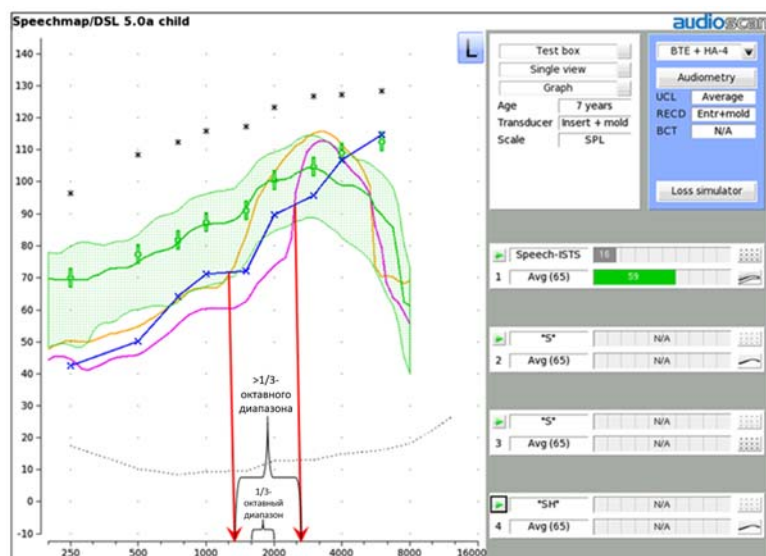 Speechmap/DSL 5.0a child
audioscan
140
130
120
110
100
90
80
70
60
50
40
30
20
10
0
-10
L
>1/3-
октавного
диапазона
1/3-
октавный
диапазон
250
500
1000
2000
4000
8000
16000
Test box
Single view
Graph
Age 7 years
Transducer Insert + mold
Scale SPL
BTE + HA-4
Audiometry
UCL Average
RECD Entr+mold
BCT N/A
Loss simulator
Speech-ISTS 16
1 Avg (65) 59
"S" N/A
2 Avg (65) N/A
"S" N/A
3 Avg (65) N/A
"SH" N/A
4 Avg (65) N/A